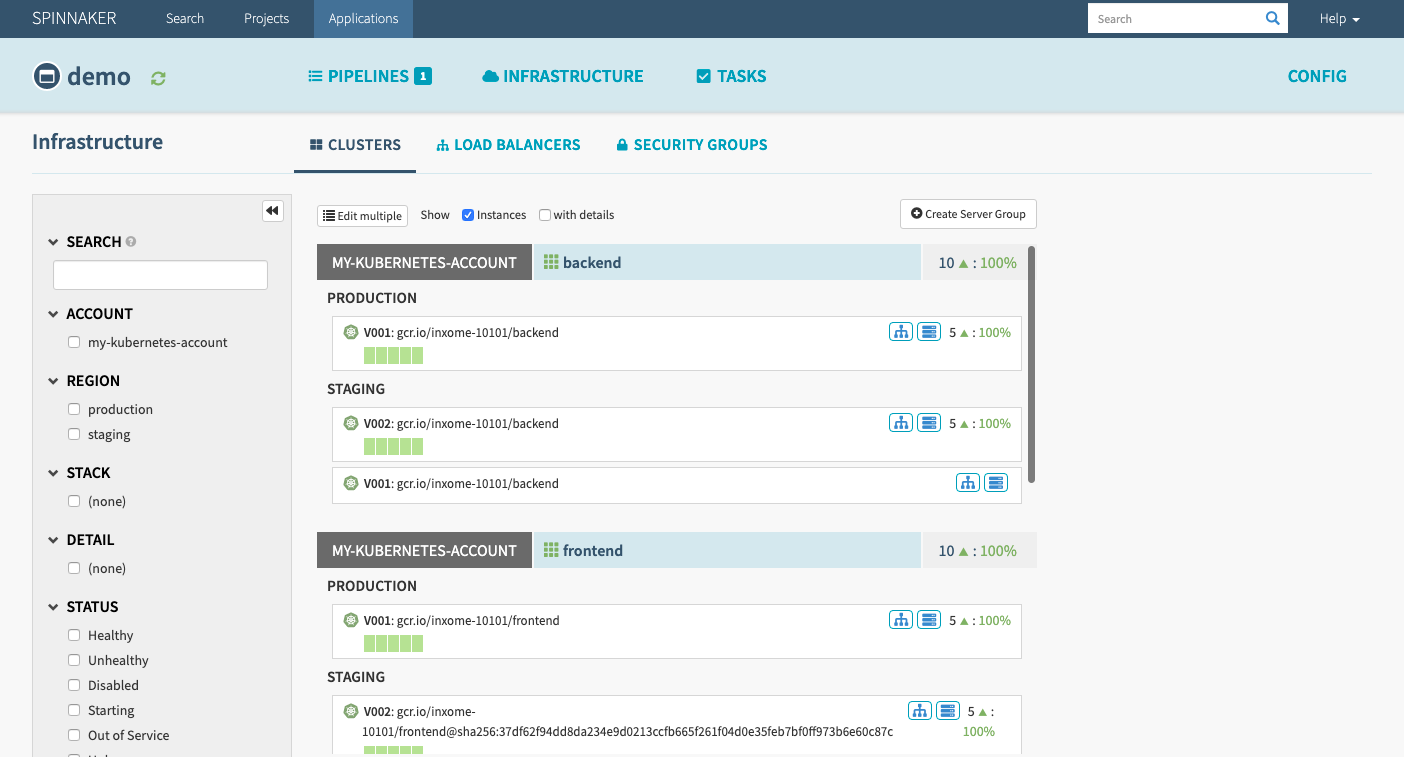 SPINNAKER Search Projects Applications Search Help
demo PIPELINES 1 INFRASTRUCTURE TASKS CONFIG
Infrastructure CLUSTERS LOAD BALANCERS SECURITY GROUPS
SEARCH
ACCOUNT
my-kubernetes-account
REGION
production
staging
STACK
(none)
DETAIL
(none)
STATUS
Healthy
Unhealthy
Disabled
Starting
Out of Service
Edit multiple Show Instances with details Create Server Group
MY-KUBERNETES-ACCOUNT backend 10 ▲ : 100%
PRODUCTION
V001: gcr.io/inxome-10101/backend 5 ▲ : 100%
STAGING
V002: gcr.io/inxome-10101/backend 5 ▲ : 100%
V001: gcr.io/inxome-10101/backend
MY-KUBERNETES-ACCOUNT frontend 10 ▲ : 100%
PRODUCTION
V001: gcr.io/inxome-10101/frontend 5 ▲ : 100%
STAGING
V002: gcr.io/inxome- 5 ▲ :
10101/frontend@sha256:37df62f94dd8da234e9d0213ccfb665f261f04d0e35feb7bf0ff973b6e60c87c 100%